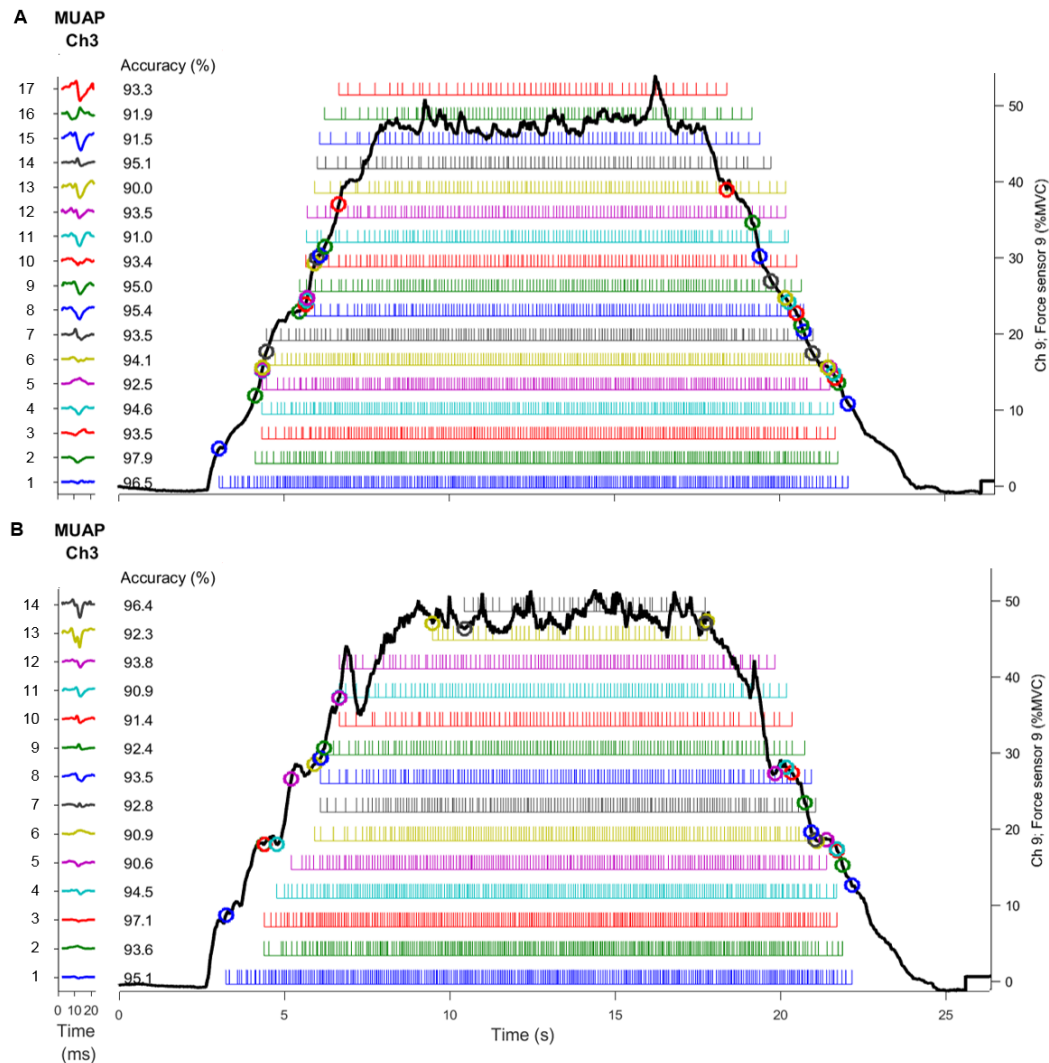 A
MUAP
Ch3
Accuracy (%)
17 93.3
16 91.9
15 91.5
14 95.1
13 90.0
12 93.5
11 91.0
10 93.4
9 95.0
8 95.4
7 93.5
6 94.1
5 92.5
4 94.6
3 93.5
2 97.9
1 96.5
50
40
30
20
10
0
Ch 9; Force sensor 9 (%MVC)
5 10 15 20 25
B
MUAP
Ch3
Accuracy (%)
14 96.4
13 92.3
12 93.8
11 90.9
10 91.4
9 92.4
8 93.5
7 92.8
6 90.9
5 90.6
4 94.5
3 97.1
2 93.6
1 95.1
50
40
30
20
10
0
Ch 9; Force sensor 9 (%MVC)
0 10 20
Time
(ms)
0 5 10 15 20 25
Time (s)